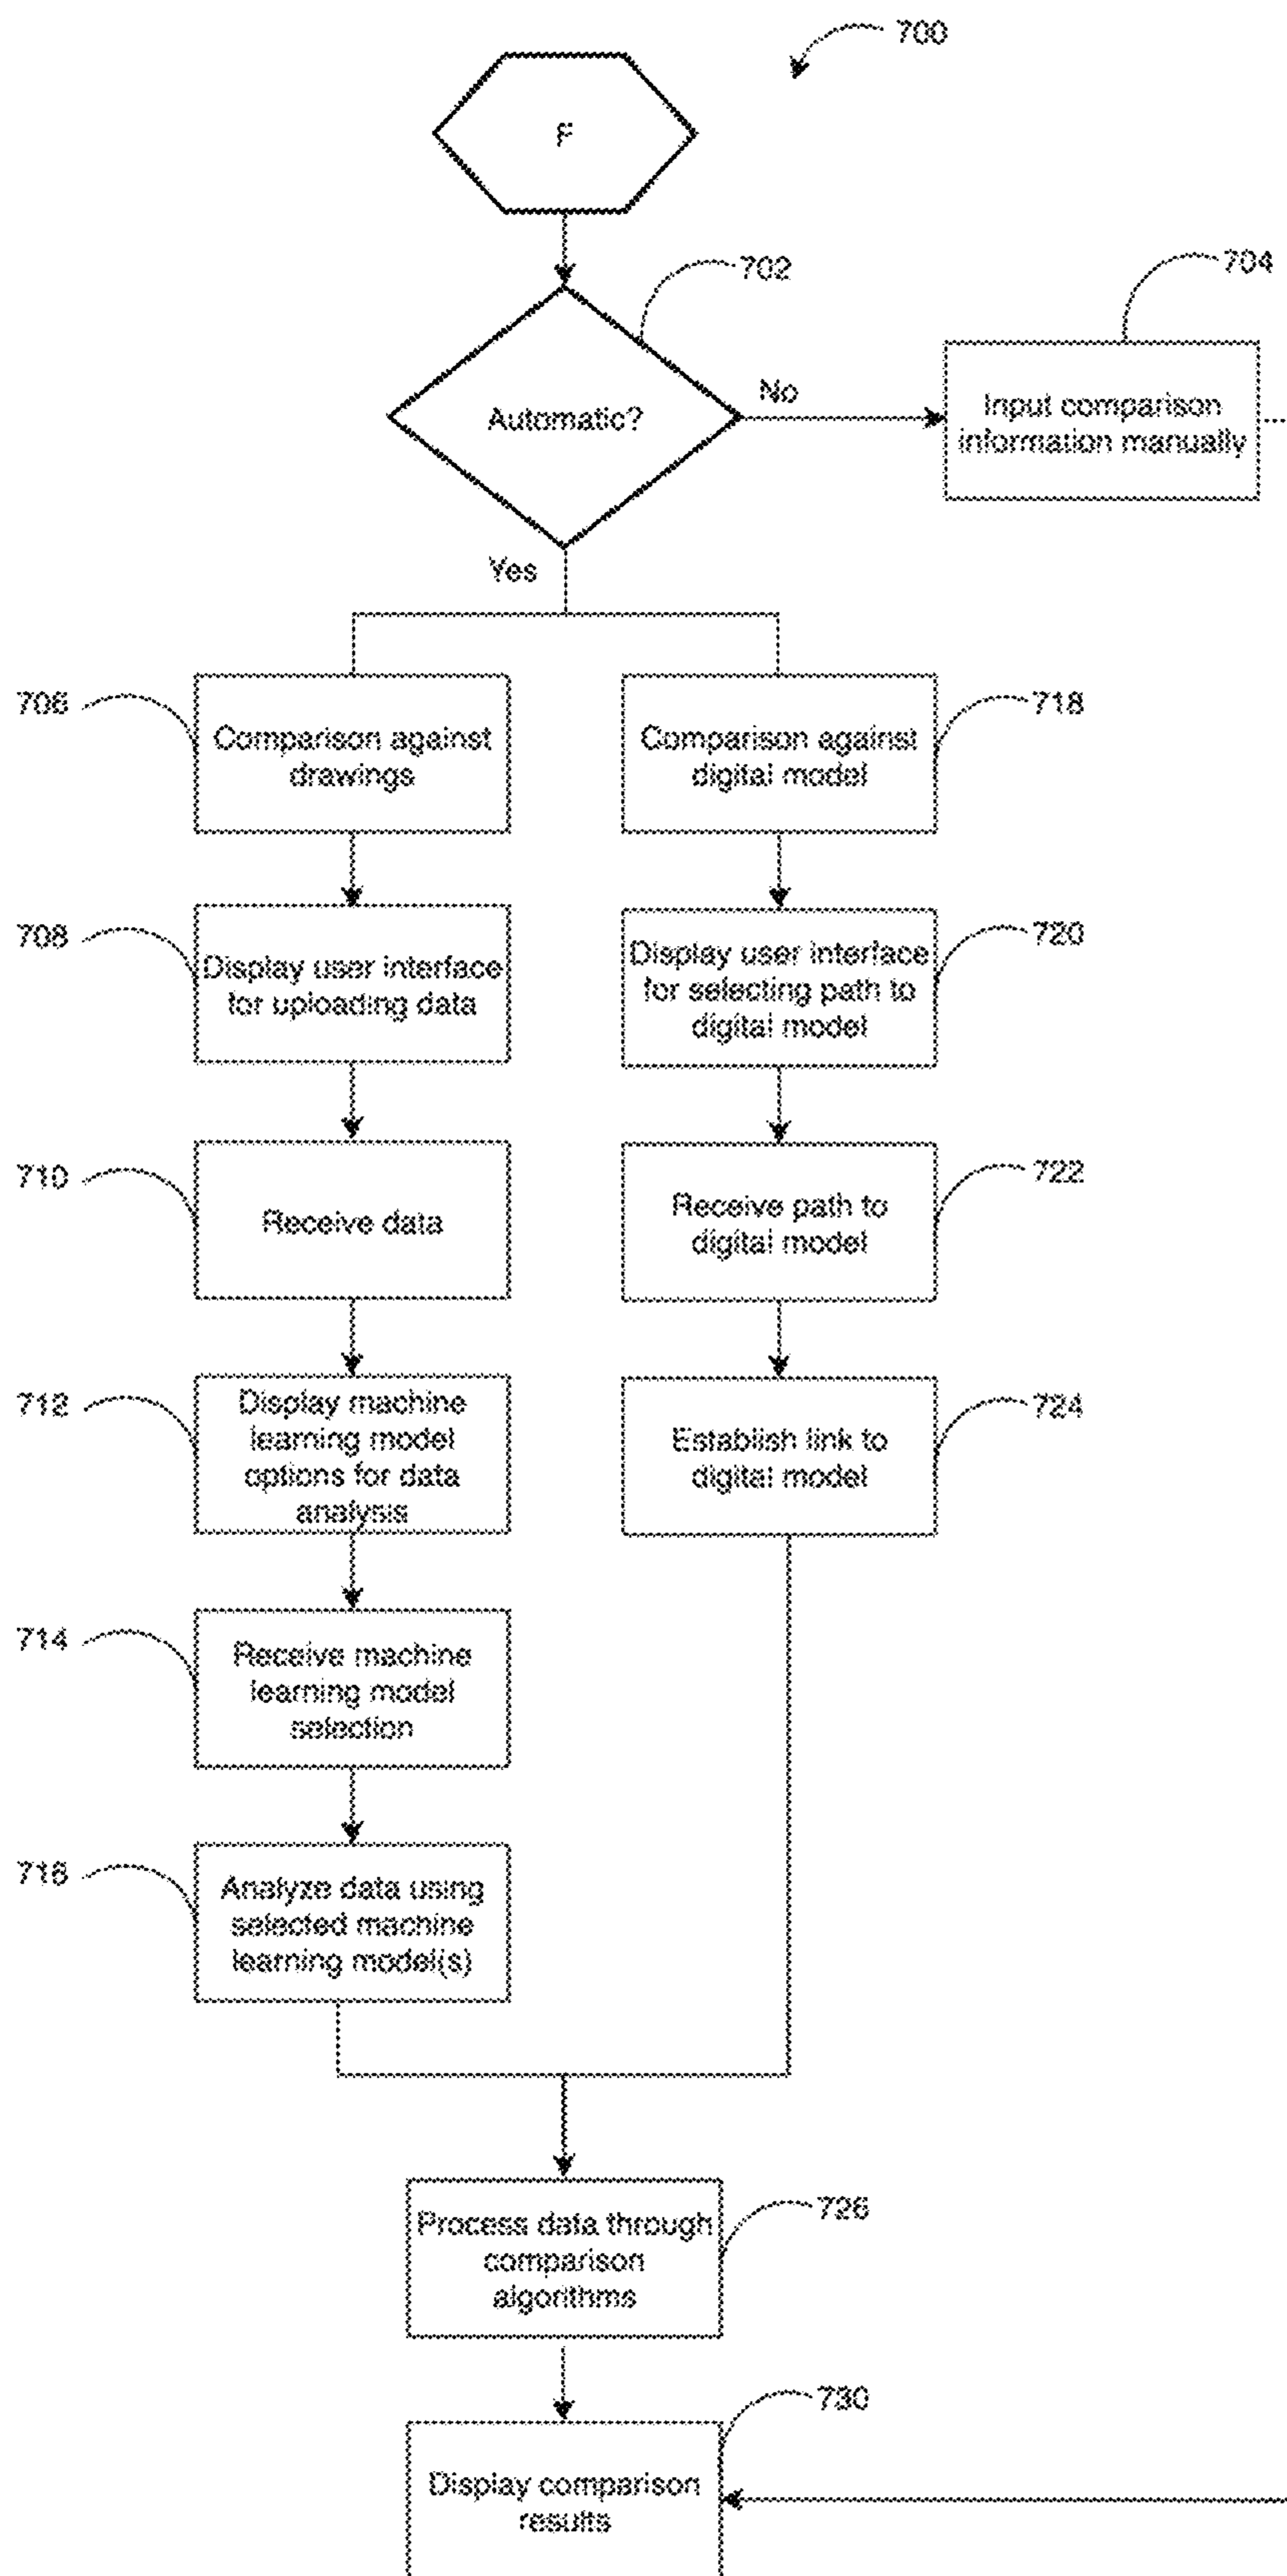 700
F
702
704
Automatic?
No
Input comparison
information manually
Yes
706
Comparison against
drawings
718
Comparison against
digital model
708
Display user interface
for uploading data
720
Display user interface
for selecting path to
digital model
710
Receive data
722
Receive path to
digital model
712
Display machine
learning model
options for data
analysis
724
Establish link to
digital model
714
Receive machine
learning model
selection
716
Analyze data using
selected machine
learning model(s)
726
Process data through
comparison
algorithms
730
Display comparison
results